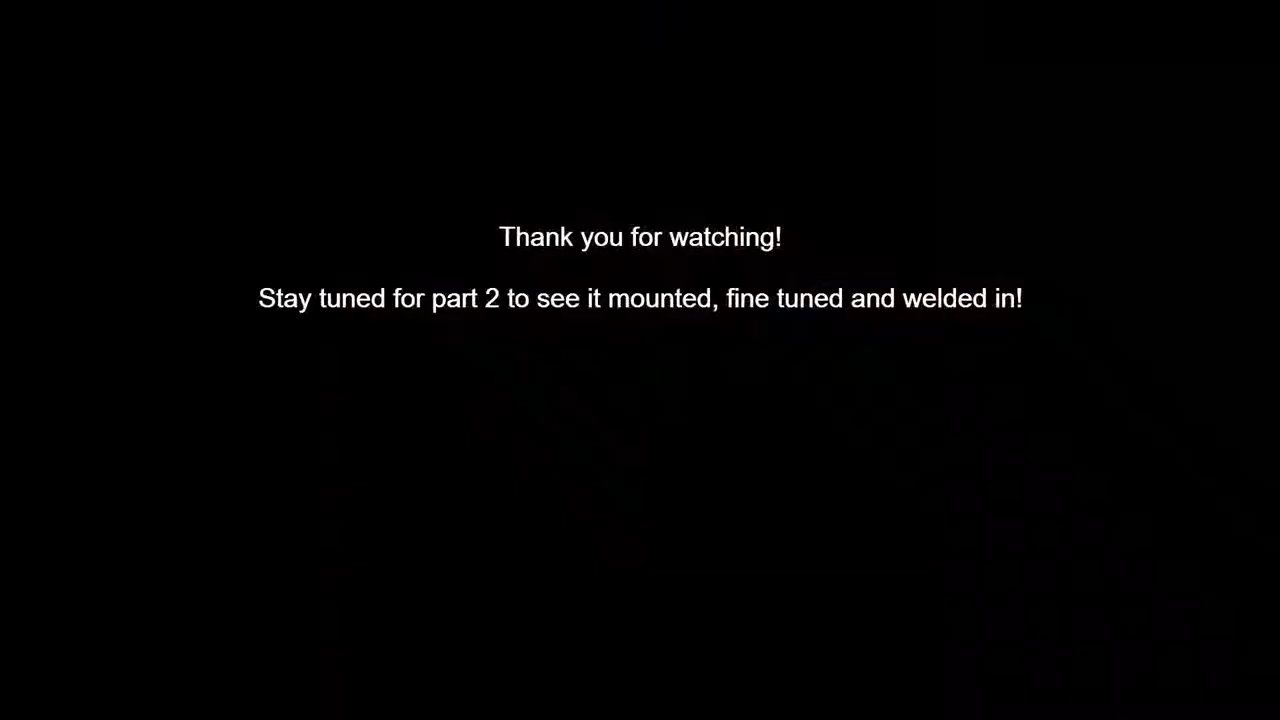 Thank you for watching!
Stay tuned for part 2 to see it mounted, fine tuned and welded in!